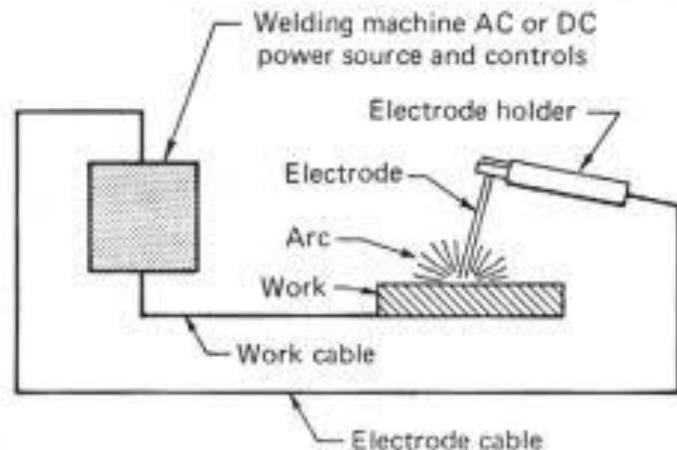 Welding machine AC or DC
power source and controls
Electrode holder
Electrode
Arc
Work
Work cable
Electrode cable